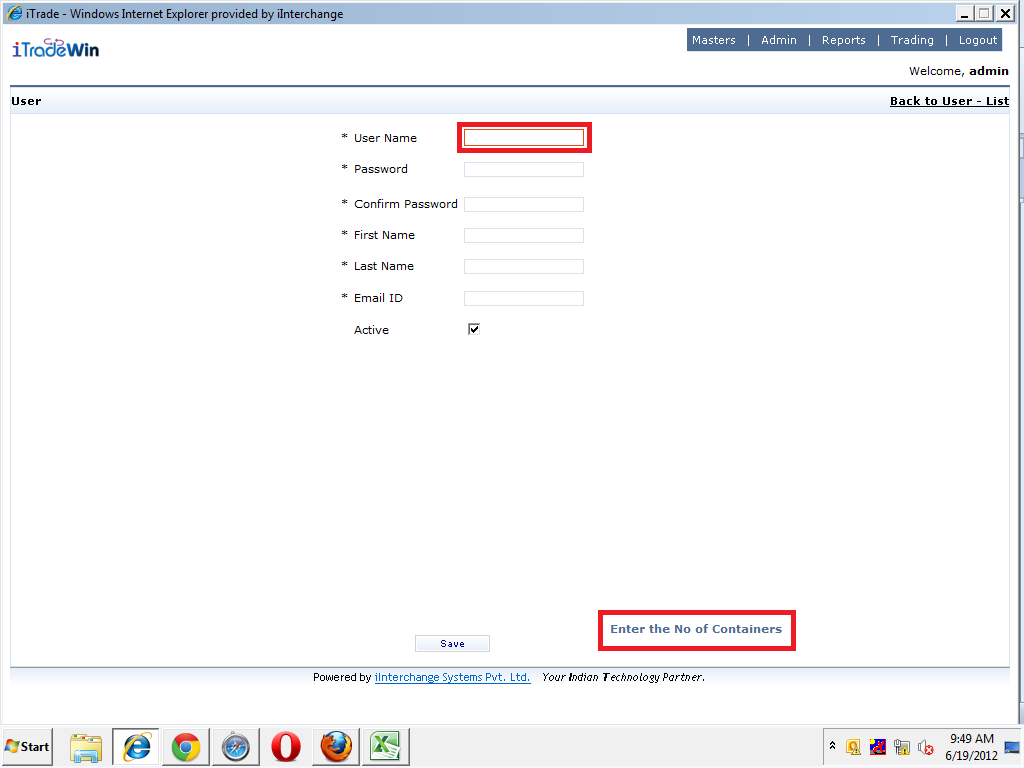 iTrade - Windows Internet Explorer provided by iInterchange
iTradeWin
Masters | Admin | Reports | Trading | Logout
Welcome, admin
User
Back to User - List
* User Name
* Password
* Confirm Password
* First Name
* Last Name
* Email ID
Active
Enter the No of Containers
Save
Powered by iInterchange Systems Pvt. Ltd. Your Indian Technology Partner.
Start
9:49 AM
6/19/2012